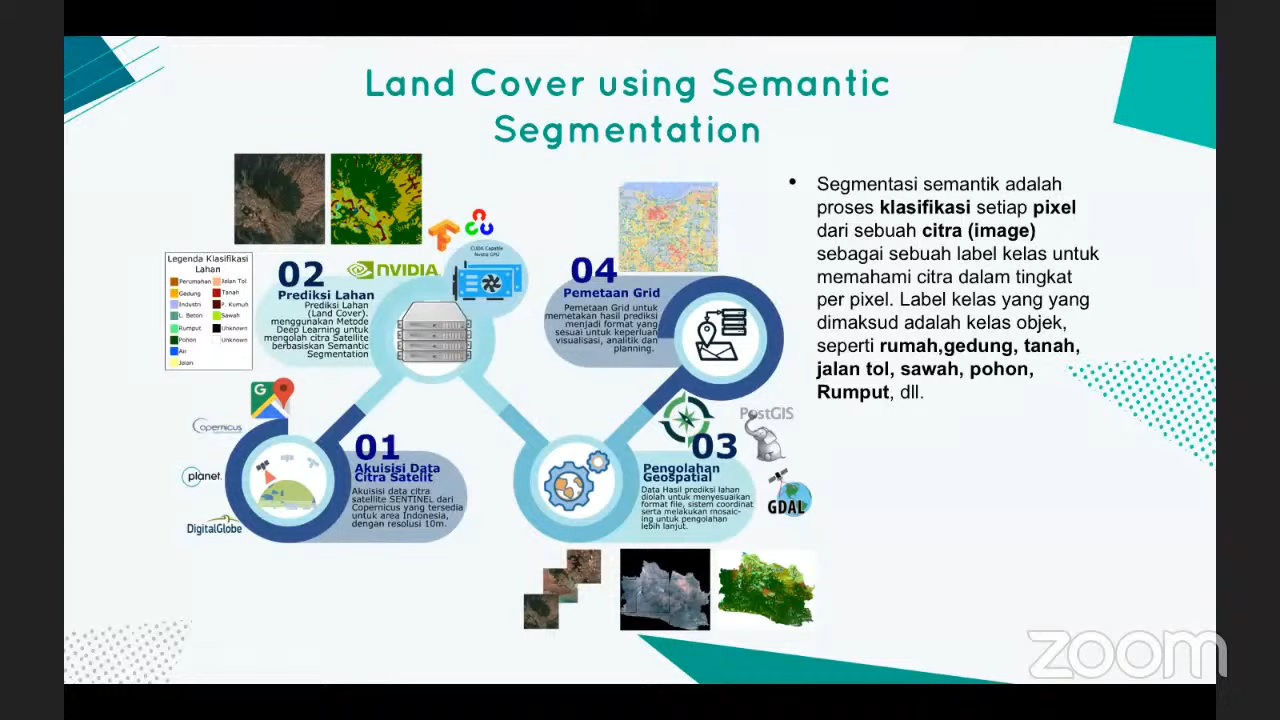 Land Cover using Semantic
Segmentation
Legenda Klasifikasi
Lahan
Perumahan
Jalan Tol
Gedung
Tanah
Industri
P. Kumuh
L. Beton
Sawah
Rumput
Unknown
Pohon
Unknown
Air
Jalan
02
Prediksi Lahan
Prediksi Lahan
(Land Cover).
menggunakan Metode
Deep Learning untuk
mengolah citra Satellite
berbasiskan Semantic
Segmentation
NVIDIA
CUDA Capable
Nvidia GPU
04
Pemetaan Grid
Pemetaan Grid untuk
memetakan hasil prediksi
menjadi format yang
sesuai untuk keperluan
visualisasi, analitik dan
planning.
Copernicus
planet.
DigitalGlobe
01
Akuisisi Data
Citra Satelit
Akuisisi data citra
satellite SENTINEL dari
Copernicus yang tersedia
untuk area Indonesia,
dengan resolusi 10m.
03
Pengolahan
Geospatial
Data Hasil prediksi lahan
diolah untuk menyesuaikan
format file, sistem coordinat
serta melakukan mosaic-
ing untuk pengolahan
lebih lanjut.
PostGIS
GDAL
• Segmentasi semantik adalah
proses klasifikasi setiap pixel
dari sebuah citra (image)
sebagai sebuah label kelas untuk
memahami citra dalam tingkat
per pixel. Label kelas yang yang
dimaksud adalah kelas objek,
seperti rumah,gedung, tanah,
jalan tol, sawah, pohon,
Rumput, dll.
zoom